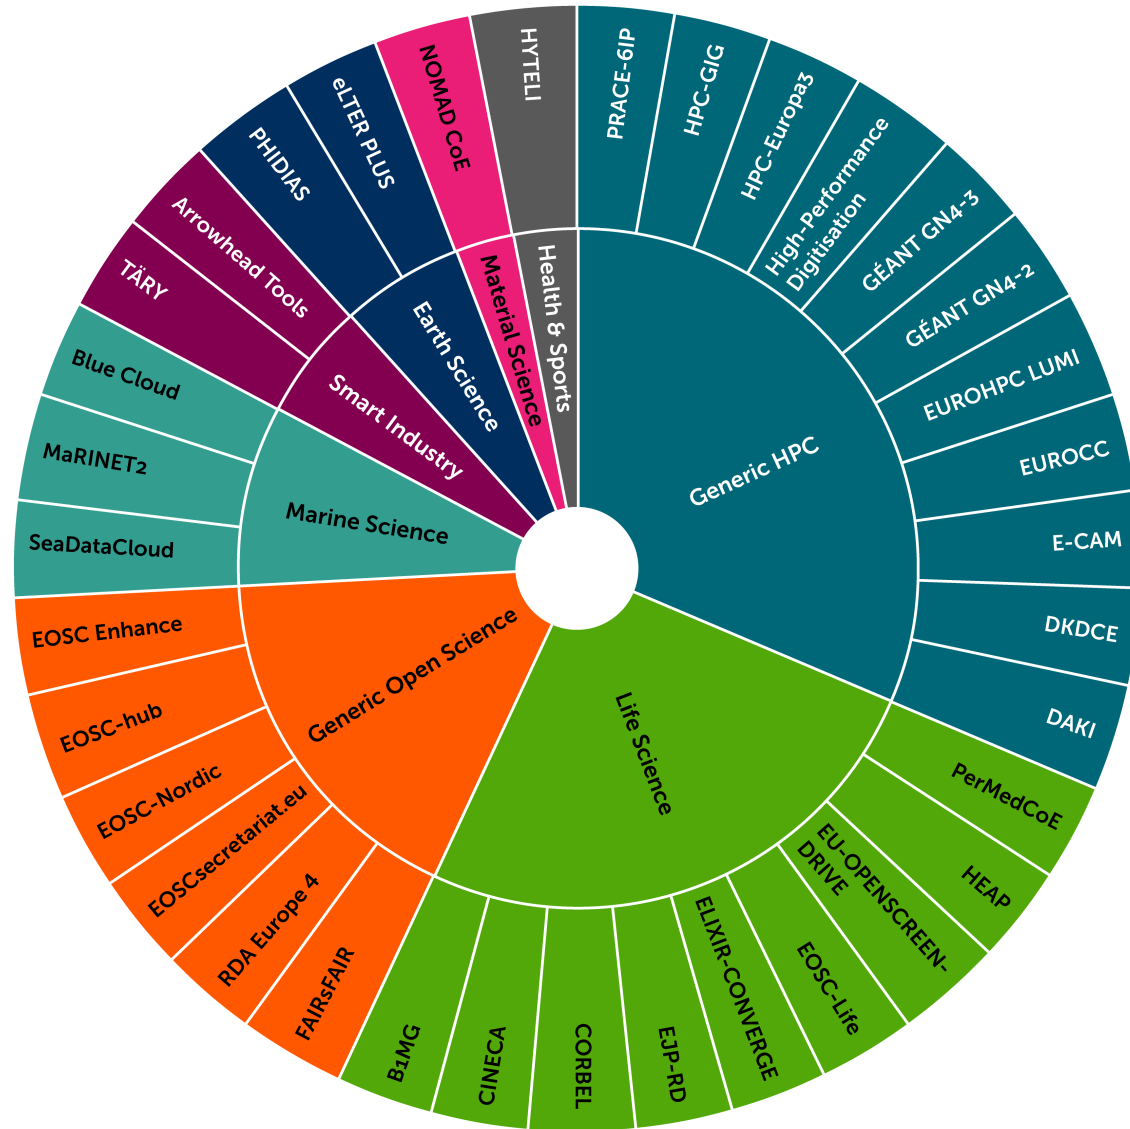 PRACE-6IP
HPC-GIG
HPC-Europa3
High-Performance
Digitisation
GÉANT GN4-3
GÉANT GN4-2
EUROHPC LUMI
EUROCC
E-CAM
DKDCE
DAKI
PerMedCoE
HEAP
EU-OPENSCREEN-
DRIVE
EOSC-Life
ELIXIR-CONVERGE
EJP-RD
CORBEL
CINECA
B1MG
FAIRsFAIR
RDA Europe 4
EOSCsecretariat.eu
EOSC-Nordic
EOSC-hub
EOSC Enhance
SeaDataCloud
MaRINET2
Blue Cloud
TÄRY
Arrowhead Tools
PHIDIAS
eLTER PLUS
NOMAD CoE
HYTELI
Generic HPC
Life Science
Generic Open Science
Marine Science
Smart Industry
Earth Science
Material Science
Health & Sports